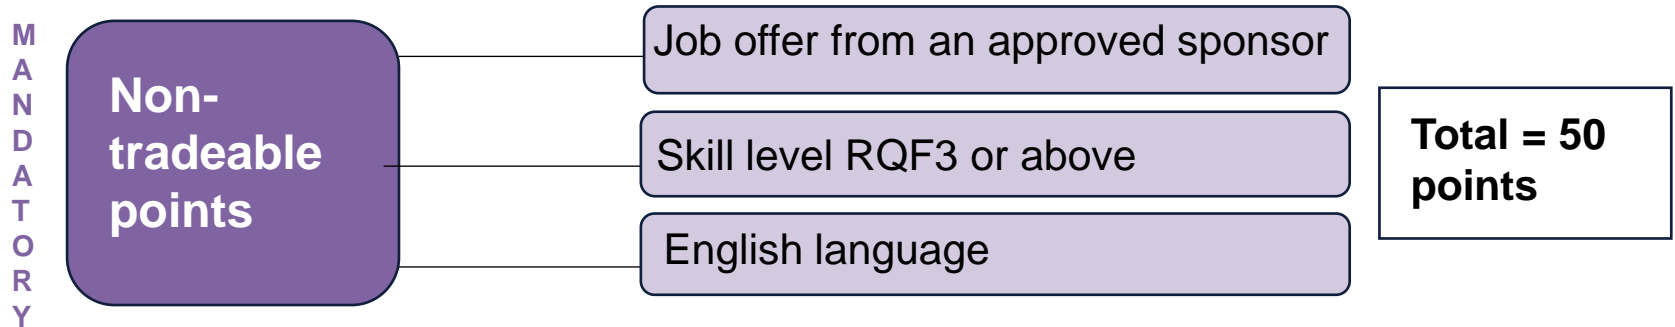 MANDATORY
Non-
tradeable
points
Job offer from an approved sponsor
Skill level RQF3 or above
English language
Total = 50
points